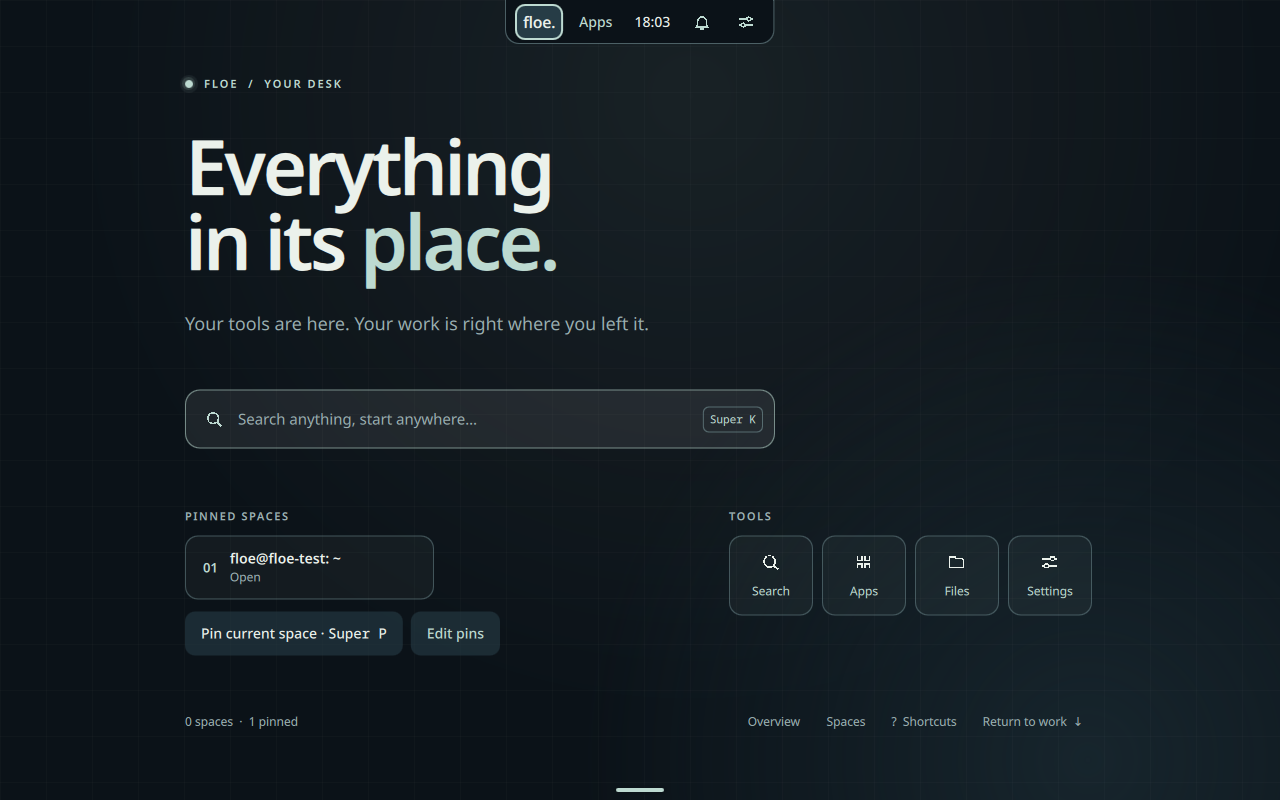 floe. Apps 18:03
FLOE / YOUR DESK
Everything
in its place.
Your tools are here. Your work is right where you left it.
Search anything, start anywhere... Super K
PINNED SPACES
01 floe@floe-test: ~
Open
Pin current space · Super P
Edit pins
TOOLS
Search
Apps
Files
Settings
0 spaces · 1 pinned
Overview Spaces ? Shortcuts Return to work ↓